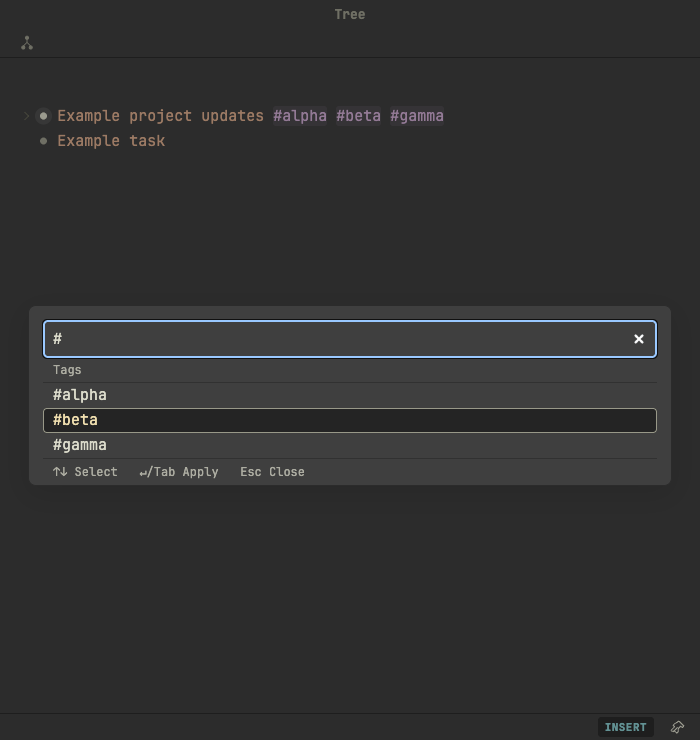 Tree
Example project updates #alpha #beta #gamma
Example task
#
Tags
#alpha
#beta
#gamma
↑↓ Select ↵/Tab Apply Esc Close
INSERT